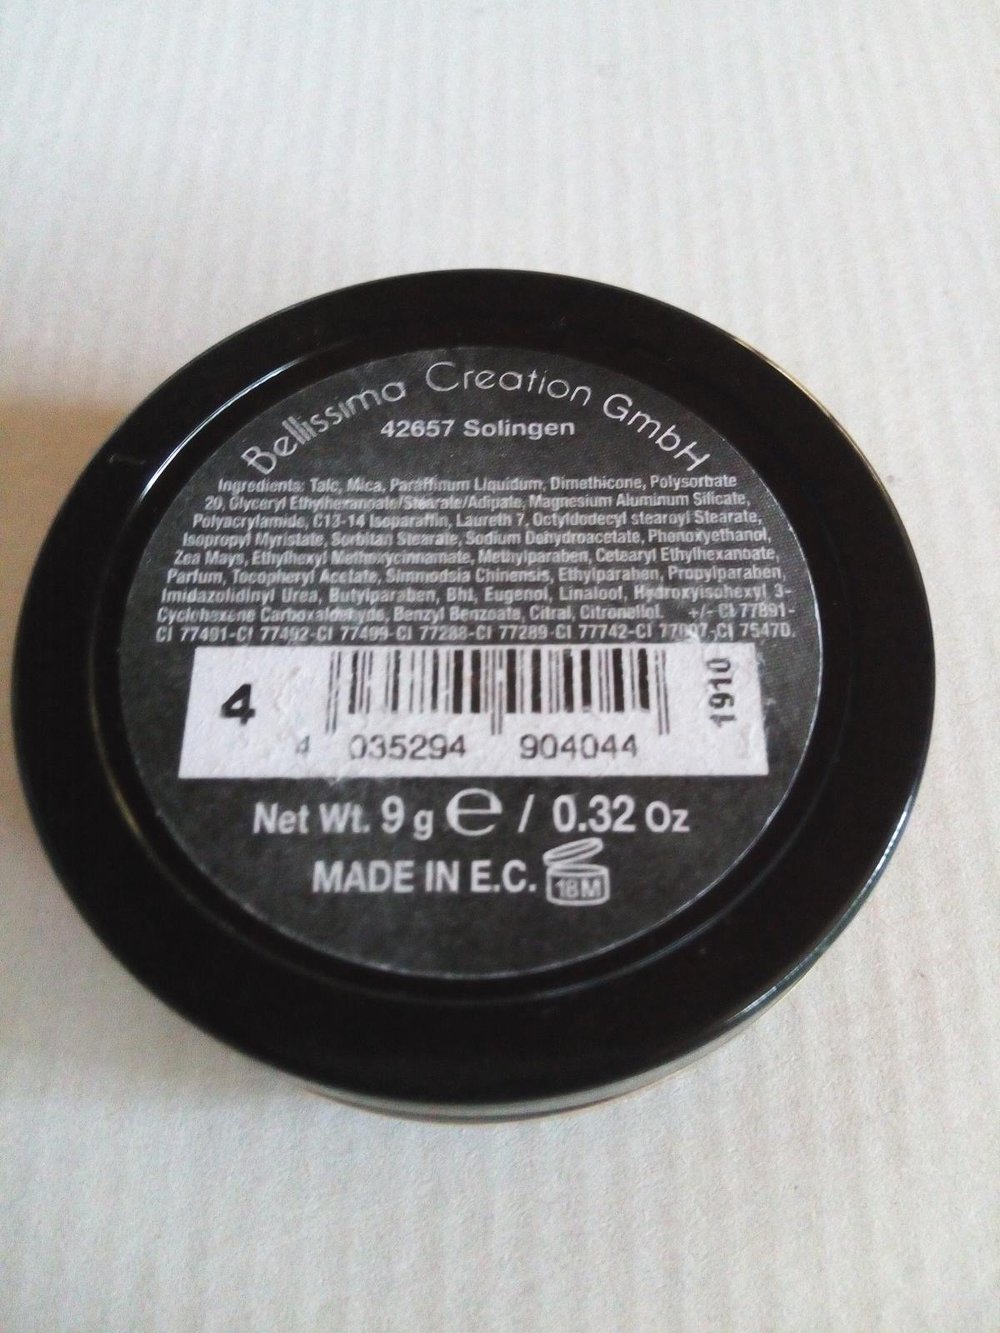 Bellissima Creation GmbH
42657 Solingen
Ingredients: Talc, Mica, Paraffinum Liquidum, Dimethicone, Polysorbate
20, Glyceryl Ethylhexanoate/Stearate/Adipate, Magnesium Aluminum Silicate,
Polyacrylamide, C13-14 Isoparaffin, Laureth 7, Octyldodecyl stearoyl Stearate,
Isopropyl Myristate, Sorbitan Stearate, Sodium Dehydroacetate, Phenoxyethanol,
Zea Mays, Ethylhexyl Methoxycinnamate, Methylparaben, Cetearyl Ethylhexanoate,
Parfum, Tocopheryl Acetate, Simmodsia Chinensis, Ethylparaben, Propylparaben,
Imidazolidinyl Urea, Butylparaben, Bht, Eugenol, Linalool, Hydroxyisohexyl 3-
Cyclohexene Carboxaldehyde, Benzyl Benzoate, Citral, Citronellol. +/- CI 77891-
CI 77491-CI 77492-CI 77499-CI 77288-CI 77289-CI 77742-CI 77007-CI 75470.
4
1910
4 035294 904044
Net Wt. 9 g e / 0.32 Oz
MADE IN E.C. 18M